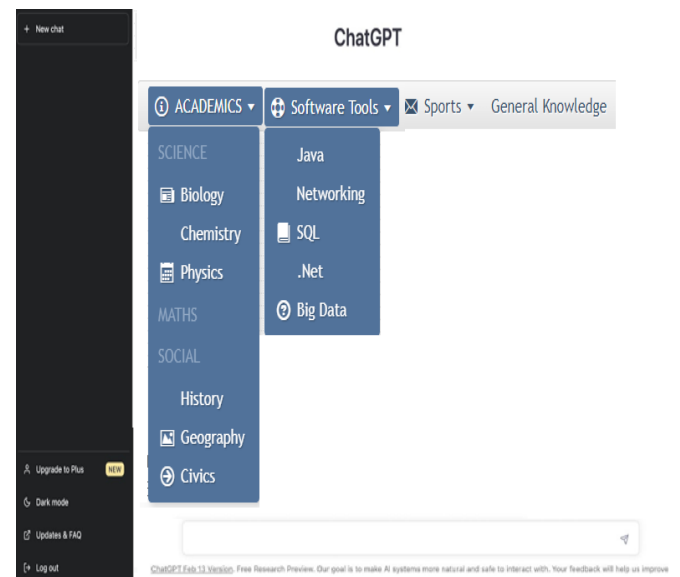 + New chat
ChatGPT
ACADEMICS
Software Tools
Sports
General Knowledge
SCIENCE
Biology
Chemistry
Physics
MATHS
SOCIAL
History
Geography
Civics
Java
Networking
SQL
.Net
Big Data
Upgrade to Plus NEW
Dark mode
Updates & FAQ
Log out
ChatGPT Feb 13 Version. Free Research Preview. Our goal is to make AI systems more natural and safe to interact with. Your feedback will help us improve